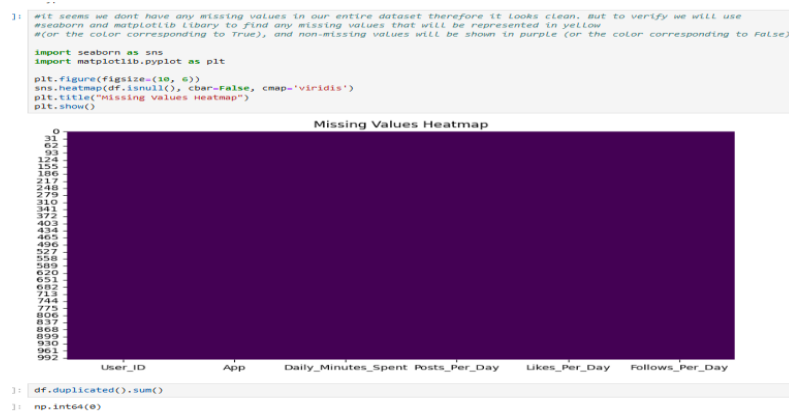 ]: #it seems we dont have any missing values in our entire dataset therefore it looks clean. But to verify we will use
#seaborn and matplotlib libary to find any missing values that will be represented in yellow
#(or the color corresponding to True), and non-missing values will be shown in purple (or the color corresponding to False)
import seaborn as sns
import matplotlib.pyplot as plt
plt.figure(figsize=(10, 6))
sns.heatmap(df.isnull(), cbar=False, cmap='viridis')
plt.title("Missing Values Heatmap")
plt.show()
Missing Values Heatmap
0
31
62
93
124
155
186
217
248
279
310
341
372
403
434
465
496
527
558
589
620
651
682
713
744
775
806
837
868
899
930
961
992
User_ID App Daily_Minutes_Spent Posts_Per_Day Likes_Per_Day Follows_Per_Day
]: df.duplicated().sum()
]: np.int64(0)